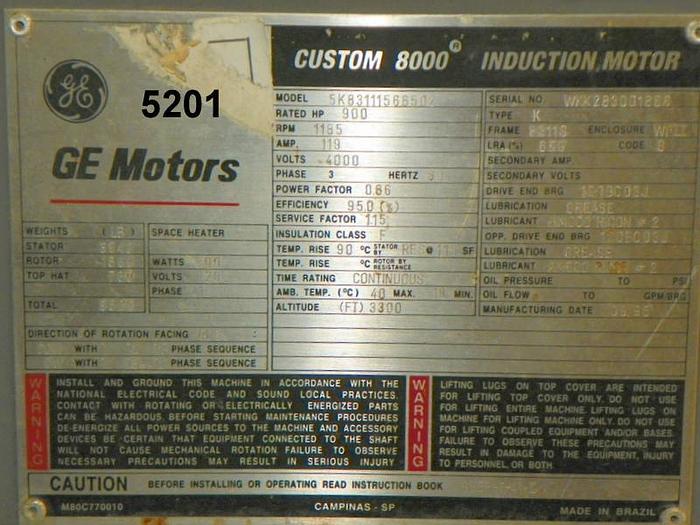 CUSTOM 8000® INDUCTION MOTOR
GE
5201
GE Motors
MODEL
RATED HP 900
RPM 1185
AMP. 119
VOLTS 4000
PHASE 3 HERTZ
POWER FACTOR 0.86
EFFICIENCY 95.0 (%)
SERVICE FACTOR 1.15
INSULATION CLASS F
TEMP. RISE 90 °C STATOR BY SF
TEMP. RISE °C ROTOR BY RESISTANCE
TIME RATING CONTINUOUS
AMB. TEMP. (°C) 40 MAX. MIN.
ALTITUDE (FT) 3300
SERIAL NO.
TYPE K
FRAME 8311S ENCLOSURE
LRA (%) CODE
SECONDARY AMP.
SECONDARY VOLTS
DRIVE END BRG
LUBRICATION GREASE
LUBRICANT
OPP. DRIVE END BRG
LUBRICATION GREASE
LUBRICANT
OIL PRESSURE TO PSI
OIL FLOW TO GPM/BRG
MANUFACTURING DATE
WEIGHTS (LB) SPACE HEATER
STATOR
ROTOR WATTS
TOP HAT VOLTS
PHASE
TOTAL
DIRECTION OF ROTATION FACING
WITH PHASE SEQUENCE
WITH PHASE SEQUENCE
WARNING
INSTALL AND GROUND THIS MACHINE IN ACCORDANCE WITH THE
NATIONAL ELECTRICAL CODE AND SOUND LOCAL PRACTICES.
CONTACT WITH ROTATING OR ELECTRICALLY ENERGIZED PARTS
CAN BE HAZARDOUS. BEFORE STARTING MAINTENANCE PROCEDURES
DE-ENERGIZE ALL POWER SOURCES TO THE MACHINE AND ACCESSORY
DEVICES BE CERTAIN THAT EQUIPMENT CONNECTED TO THE SHAFT
WILL NOT CAUSE MECHANICAL ROTATION FAILURE TO OBSERVE
NECESSARY PRECAUTIONS MAY RESULT IN SERIOUS INJURY
WARNING
LIFTING LUGS ON TOP COVER ARE INTENDED
FOR LIFTING TOP COVER ONLY. DO NOT USE
FOR LIFTING ENTIRE MACHINE. LIFTING LUGS ON
MACHINE FOR LIFTING MACHINE ONLY. DO NOT USE
FOR LIFTING COUPLED EQUIPMENT AND/OR BASES.
FAILURE TO OBSERVE THESE PRECAUTIONS MAY
RESULT IN DAMAGE TO THE EQUIPMENT, INJURY
TO PERSONNEL, OR BOTH.
CAUTION BEFORE INSTALLING OR OPERATING READ INSTRUCTION BOOK
M80C770010 CAMPINAS - SP MADE IN BRAZIL